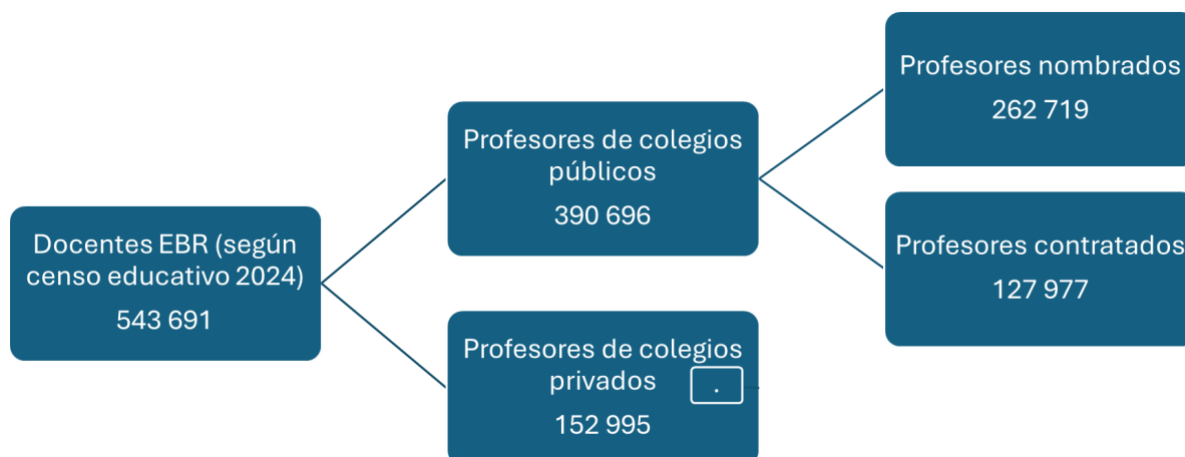 Docentes EBR (según
censo educativo 2024)
543 691
Profesores de colegios
públicos
390 696
Profesores de colegios
privados
.
152 995
Profesores nombrados
262 719
Profesores contratados
127 977